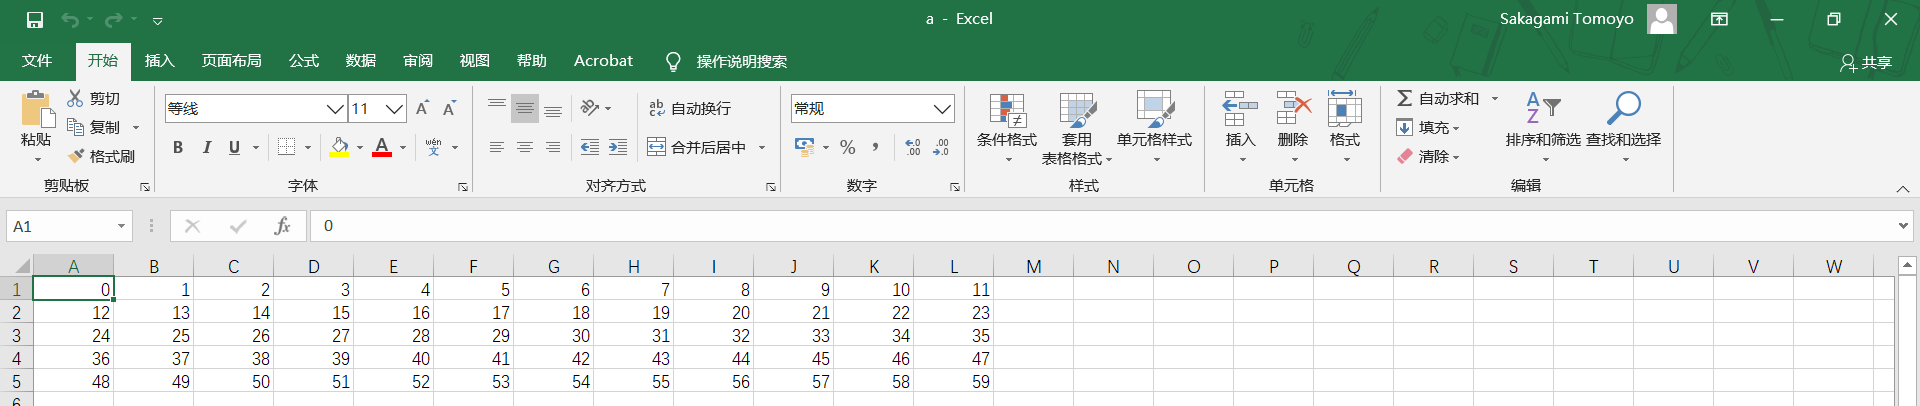 a - Excel
Sakagami Tomoyo
文件 开始 插入 页面布局 公式 数据 审阅 视图 帮助 Acrobat 操作说明搜索 共享
粘贴
剪切
复制
格式刷
剪贴板
等线 11
B I U wén 文
字体
ab c 自动换行
合并后居中
对齐方式
常规
% , .0 .00 .00 .0
数字
条件格式
套用
表格格式
单元格样式
样式
插入
删除
格式
单元格
自动求和
填充
清除
排序和筛选
查找和选择
编辑
A1 fx 0
A B C D E F G H I J K L M N O P Q R S T U V W
1 0 1 2 3 4 5 6 7 8 9 10 11
2 12 13 14 15 16 17 18 19 20 21 22 23
3 24 25 26 27 28 29 30 31 32 33 34 35
4 36 37 38 39 40 41 42 43 44 45 46 47
5 48 49 50 51 52 53 54 55 56 57 58 59
6